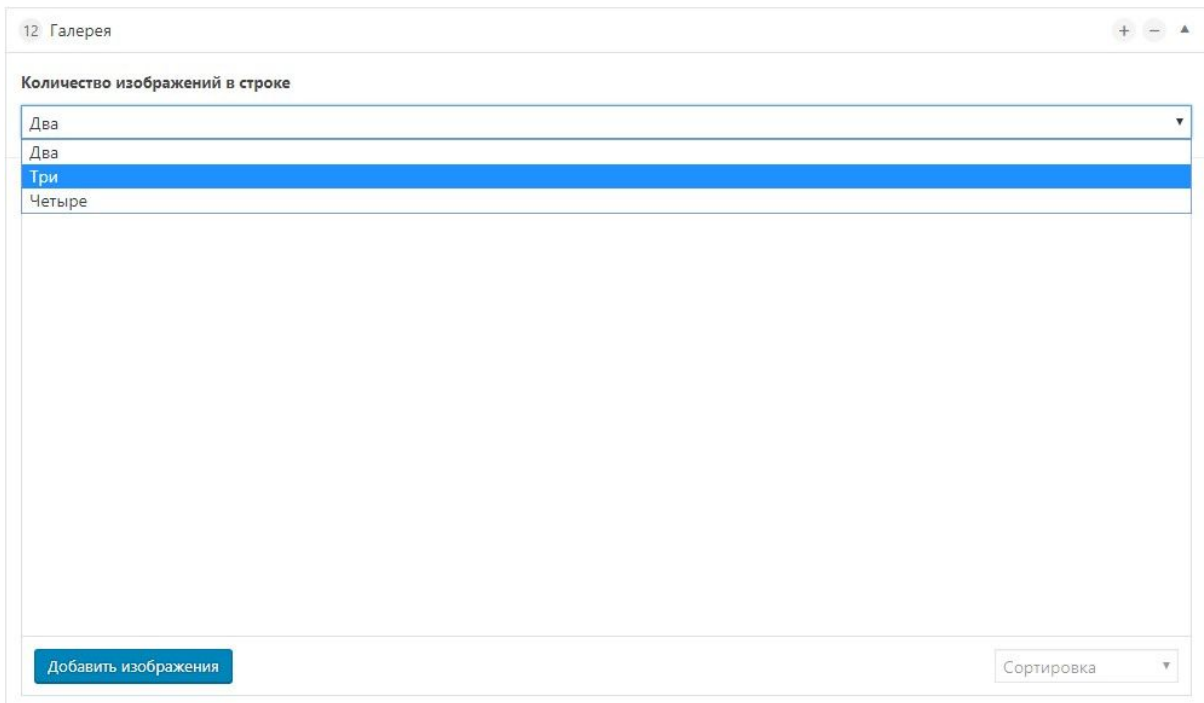 12 Галерея
Количество изображений в строке
Два
Два
Три
Четыре
Добавить изображения
Сортировка